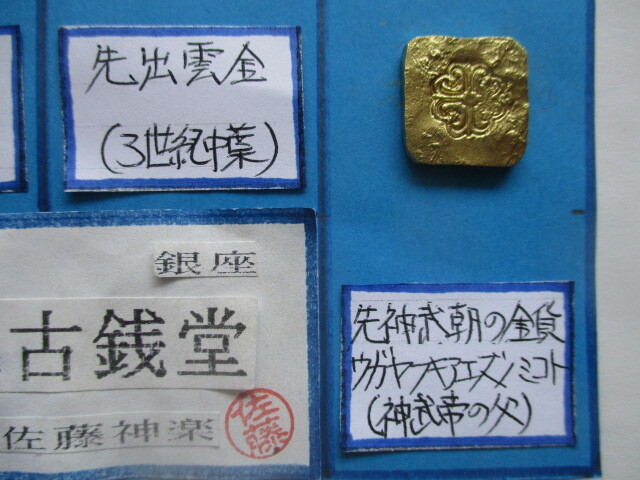 先出雲金
(3世紀中葉)
銀座
古銭堂
佐藤神楽
佐藤
先神武朝の金貨
ウガヤフキアエズノミコト
(神武帝の父)